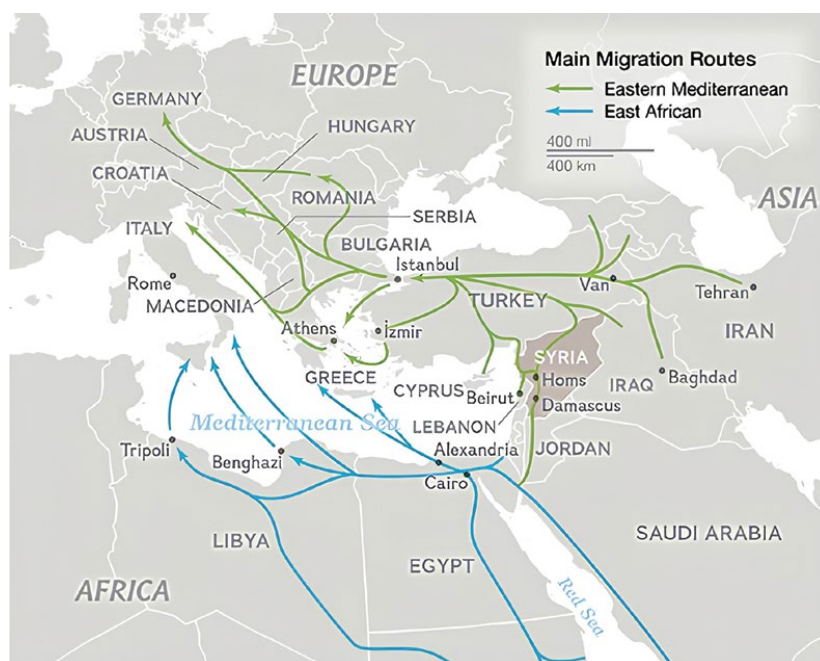 EUROPE
Main Migration Routes
Eastern Mediterranean
East African
400 mi
400 km
ASIA
GERMANY
AUSTRIA
HUNGARY
CROATIA
ROMANIA
SERBIA
ITALY
BULGARIA
Istanbul
Rome
MACEDONIA
Van
TURKEY
Tehran
Athens
İzmir
IRAN
SYRIA
GREECE
CYPRUS
Homs
IRAQ
Baghdad
Beirut
Damascus
Mediterranean Sea
LEBANON
Tripoli
Alexandria
JORDAN
Benghazi
Cairo
SAUDI ARABIA
LIBYA
EGYPT
AFRICA
Red Sea